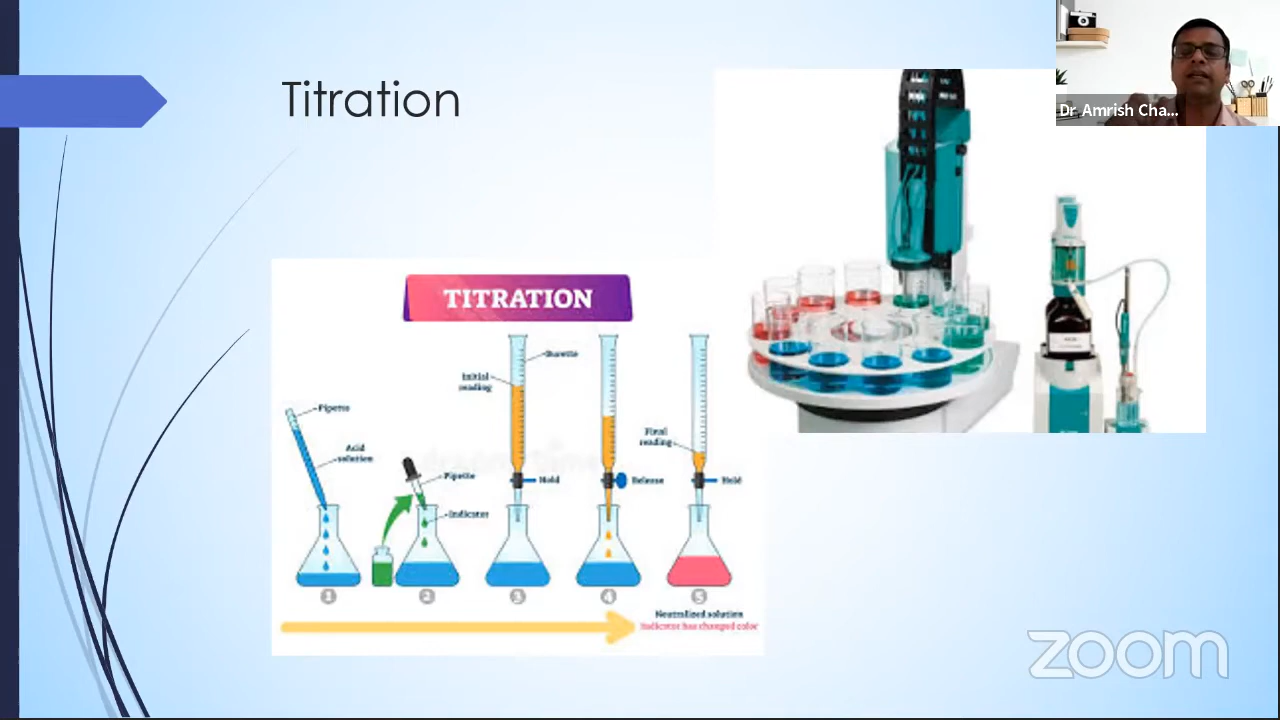 Titration
Dr Amrish Cha...
TITRATION
Burette
Initial
reading
Pipette
Final
reading
Acid
solution
Pipette
Hold
Release
Hold
Indicator
1
2
3
4
5
Neutralized solution
Indicator has changed color
zoom